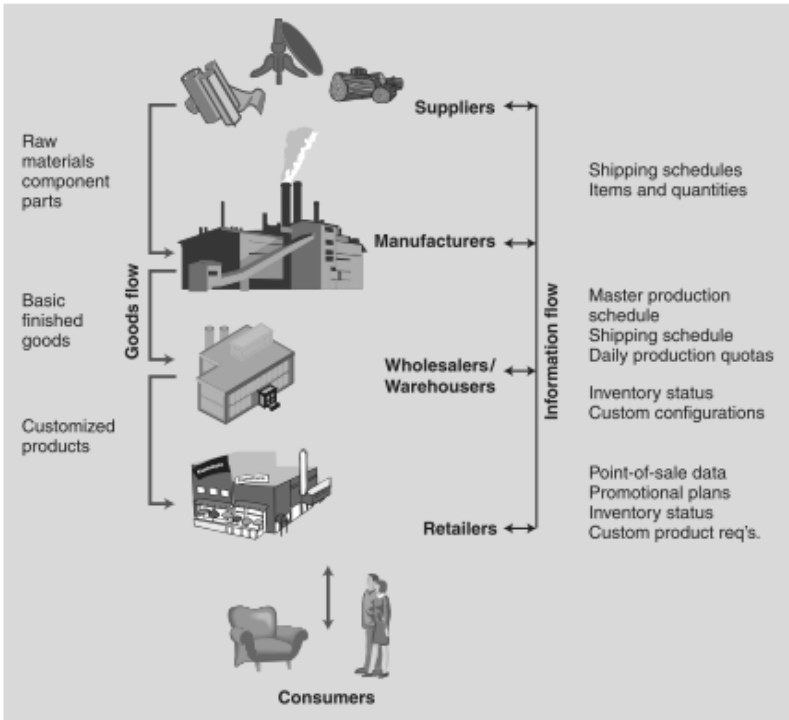 Suppliers
Raw
materials
component
parts
Shipping schedules
Items and quantities
Manufacturers
Goods flow
Information flow
Basic
finished
goods
Master production
schedule
Shipping schedule
Daily production quotas
Wholesalers/
Warehousers
Inventory status
Custom configurations
Customized
products
Point-of-sale data
Promotional plans
Inventory status
Custom product req's.
Retailers
Consumers